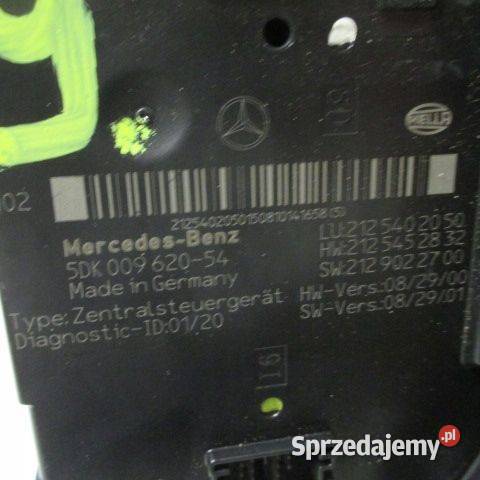 30
HELLA
02
2125402050150810141658 (S)
Mercedes-Benz
LU:212 540 20 50
5DK 009 620-54
HW:212 545 28 32
Made in Germany
SW:212 902 27 00
Type: Zentralsteuergerät
HW-Vers.:08/29/00
Diagnostic-ID:01/20
SW-Vers.:08/29/01
16
Sprzedajemy.pl